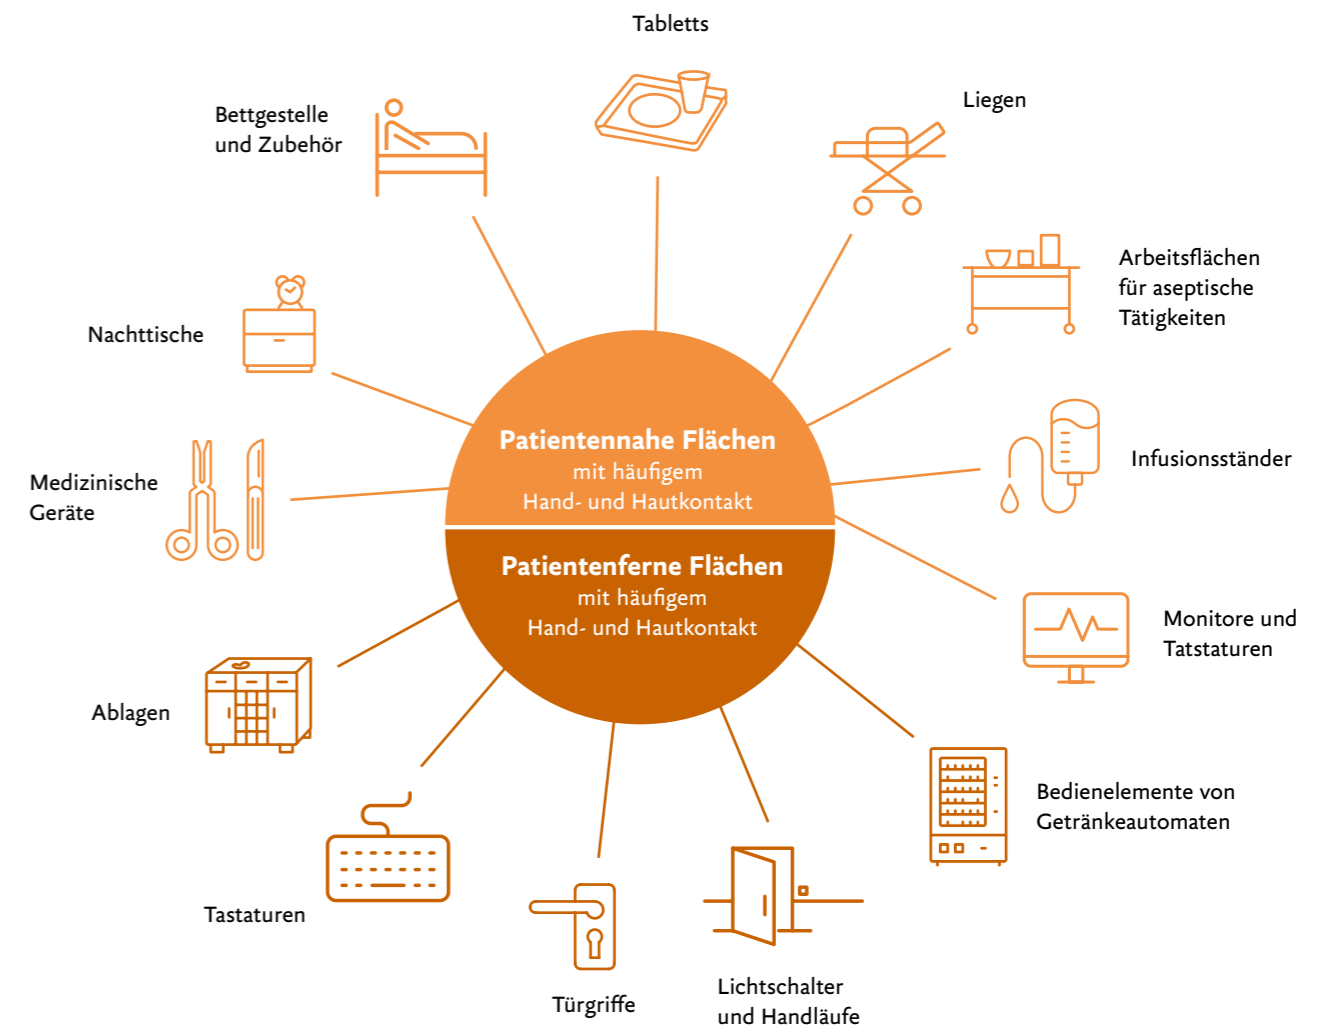 Tabletts
Bettgestelle
und Zubehör
Liegen
Arbeitsflächen
für aseptische
Tätigkeiten
Nachttische
Infusionsständer
Medizinische
Geräte
Patientennahe Flächen
mit häufigem
Hand- und Hautkontakt
Patientenferne Flächen
mit häufigem
Hand- und Hautkontakt
Monitore und
Tatstaturen
Ablagen
Bedienelemente von
Getränkeautomaten
Tastaturen
Türgriffe
Lichtschalter
und Handläufe